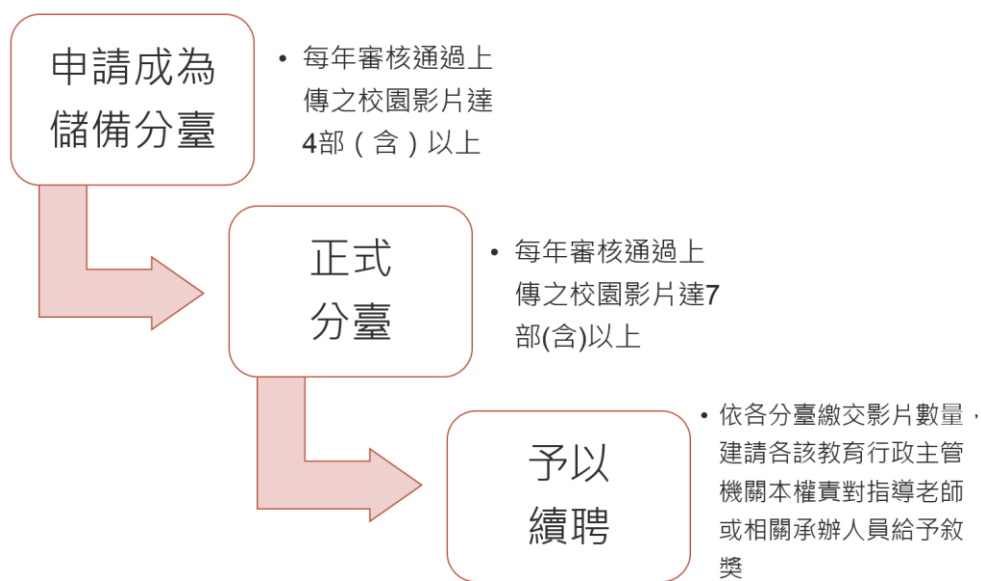 申請成為
儲備分臺
• 每年審核通過上
傳之校園影片達
4部（含）以上
正式
分臺
• 每年審核通過上
傳之校園影片達7
部(含)以上
予以
續聘
• 依各分臺繳交影片數量，
建請各該教育行政主管
機關本權責對指導老師
或相關承辦人員給予敘
獎